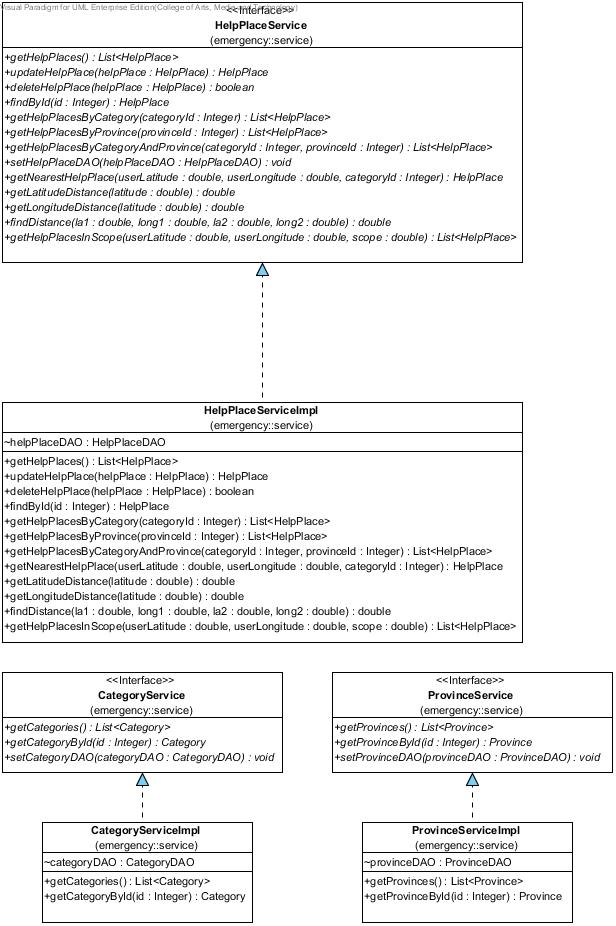 Visual Paradigm for UML Enterprise Edition(College of Arts, Media and Technology)
<<Interface>>
HelpPlaceService
(emergency::service)
+getHelpPlaces() : List<HelpPlace>
+updateHelpPlace(helpPlace : HelpPlace) : HelpPlace
+deleteHelpPlace(helpPlace : HelpPlace) : boolean
+findById(id : Integer) : HelpPlace
+getHelpPlacesByCategory(categoryId : Integer) : List<HelpPlace>
+getHelpPlacesByProvince(provinceId : Integer) : List<HelpPlace>
+getHelpPlacesByCategoryAndProvince(categoryId : Integer, provinceId : Integer) : List<HelpPlace>
+setHelpPlaceDAO(helpPlaceDAO : HelpPlaceDAO) : void
+getNearestHelpPlace(userLatitude : double, userLongitude : double, categoryId : Integer) : HelpPlace
+getLatitudeDistance(latitude : double) : double
+getLongitudeDistance(latitude : double) : double
+findDistance(la1 : double, long1 : double, la2 : double, long2 : double) : double
+getHelpPlacesInScope(userLatitude : double, userLongitude : double, scope : double) : List<HelpPlace>
HelpPlaceServiceImpl
(emergency::service)
~helpPlaceDAO : HelpPlaceDAO
+getHelpPlaces() : List<HelpPlace>
+updateHelpPlace(helpPlace : HelpPlace) : HelpPlace
+deleteHelpPlace(helpPlace : HelpPlace) : boolean
+findById(id : Integer) : HelpPlace
+getHelpPlacesByCategory(categoryId : Integer) : List<HelpPlace>
+getHelpPlacesByProvince(provinceId : Integer) : List<HelpPlace>
+getHelpPlacesByCategoryAndProvince(categoryId : Integer, provinceId : Integer) : List<HelpPlace>
+getNearestHelpPlace(userLatitude : double, userLongitude : double, categoryId : Integer) : HelpPlace
+getLatitudeDistance(latitude : double) : double
+getLongitudeDistance(latitude : double) : double
+findDistance(la1 : double, long1 : double, la2 : double, long2 : double) : double
+getHelpPlacesInScope(userLatitude : double, userLongitude : double, scope : double) : List<HelpPlace>
<<Interface>>
CategoryService
(emergency::service)
+getCategories() : List<Category>
+getCategoryById(id : Integer) : Category
+setCategoryDAO(categoryDAO : CategoryDAO) : void
<<Interface>>
ProvinceService
(emergency::service)
+getProvinces() : List<Province>
+getProvinceById(id : Integer) : Province
+setProvinceDAO(provinceDAO : ProvinceDAO) : void
CategoryServiceImpl
(emergency::service)
~categoryDAO : CategoryDAO
+getCategories() : List<Category>
+getCategoryById(id : Integer) : Category
ProvinceServiceImpl
(emergency::service)
~provinceDAO : ProvinceDAO
+getProvinces() : List<Province>
+getProvinceById(id : Integer) : Province